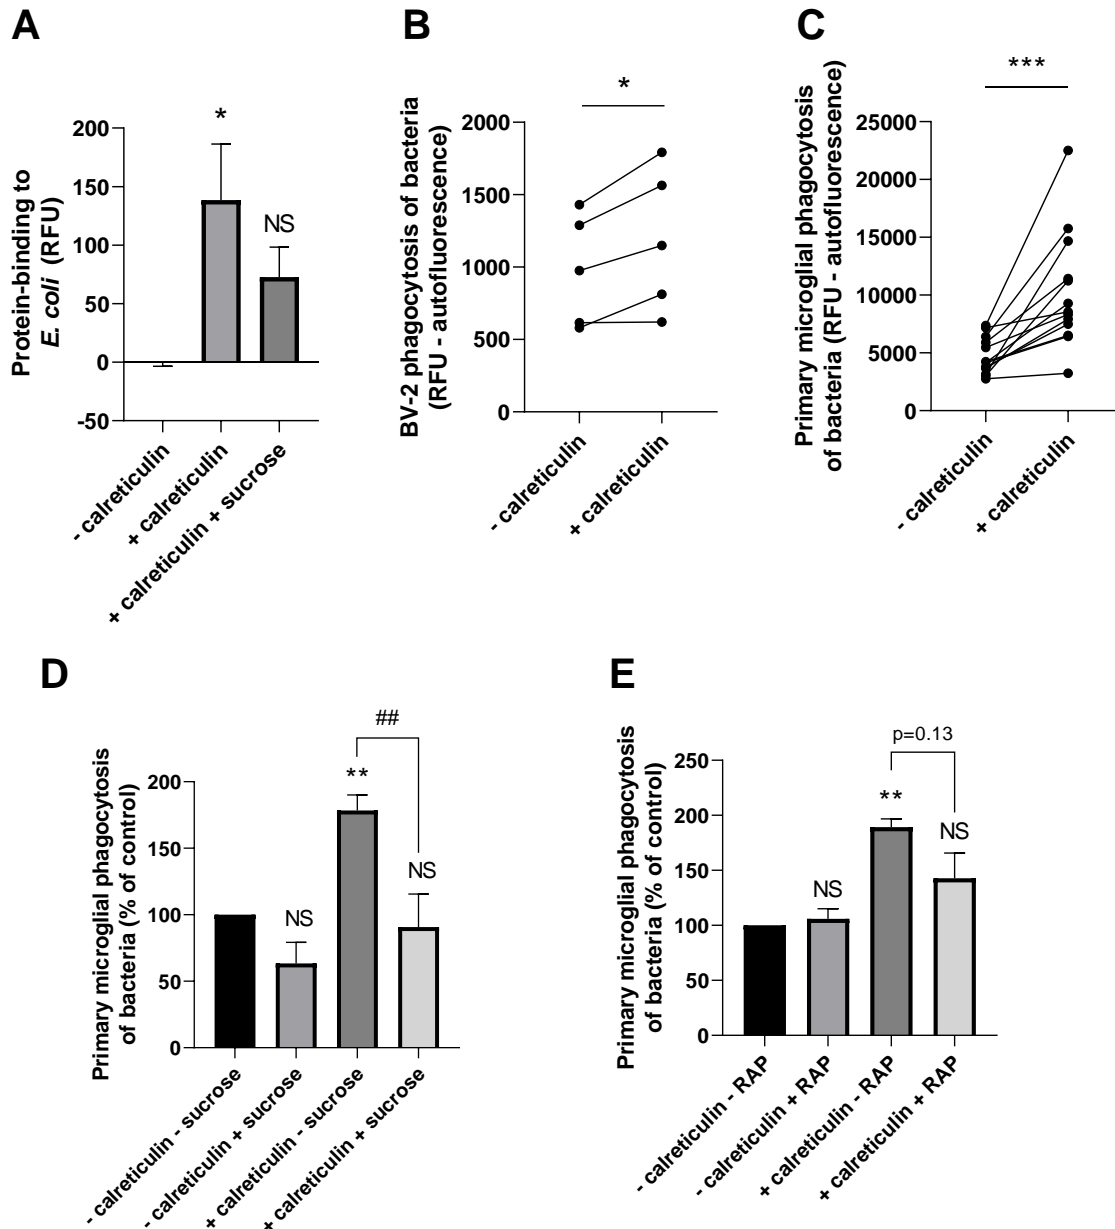 A
Protein-binding to
E. coli (RFU)
200
150
100
50
0
-50
*
NS
- calreticulin
+ calreticulin
+ calreticulin + sucrose
B
BV-2 phagocytosis of bacteria
(RFU - autofluorescence)
2000
1500
1000
500
0
*
- calreticulin
+ calreticulin
C
Primary microglial phagocytosis
of bacteria (RFU - autofluorescence)
25000
20000
15000
10000
5000
0
***
- calreticulin
+ calreticulin
D
Primary microglial phagocytosis
of bacteria (% of control)
200
150
100
50
0
##
NS
**
NS
- calreticulin - sucrose
- calreticulin + sucrose
+ calreticulin - sucrose
+ calreticulin + sucrose
E
Primary microglial phagocytosis
of bacteria (% of control)
250
200
150
100
50
0
p=0.13
NS
**
NS
- calreticulin - RAP
- calreticulin + RAP
+ calreticulin - RAP
+ calreticulin + RAP